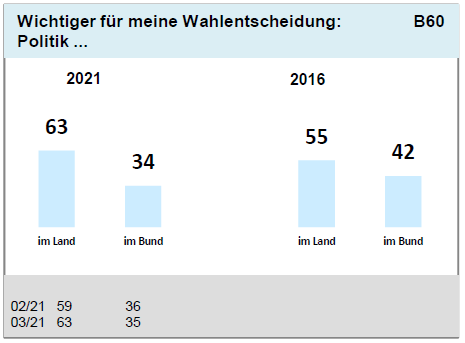 Wichtiger für meine Wahlentscheidung: B60
Politik ...
2021 2016
63 34 55 42
im Land im Bund im Land im Bund
02/21 59 36
03/21 63 35